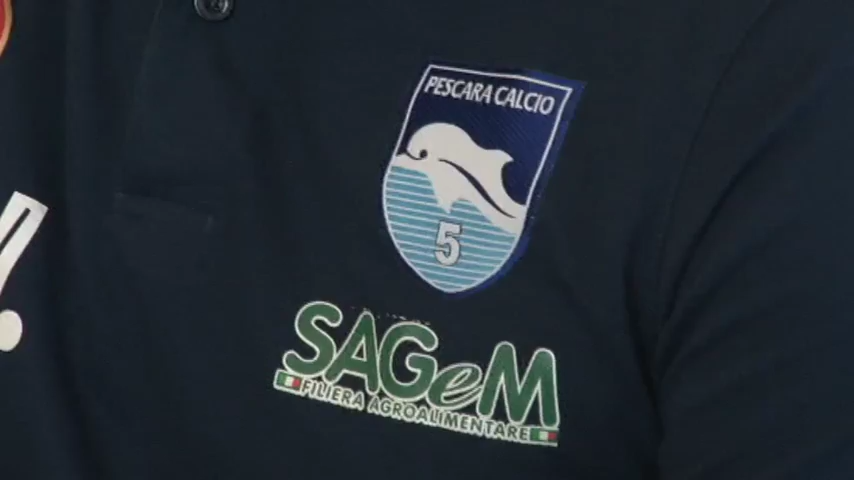 PESCARA CALCIO
5
SAGeM
FILIERA AGROALIMENTARE
!